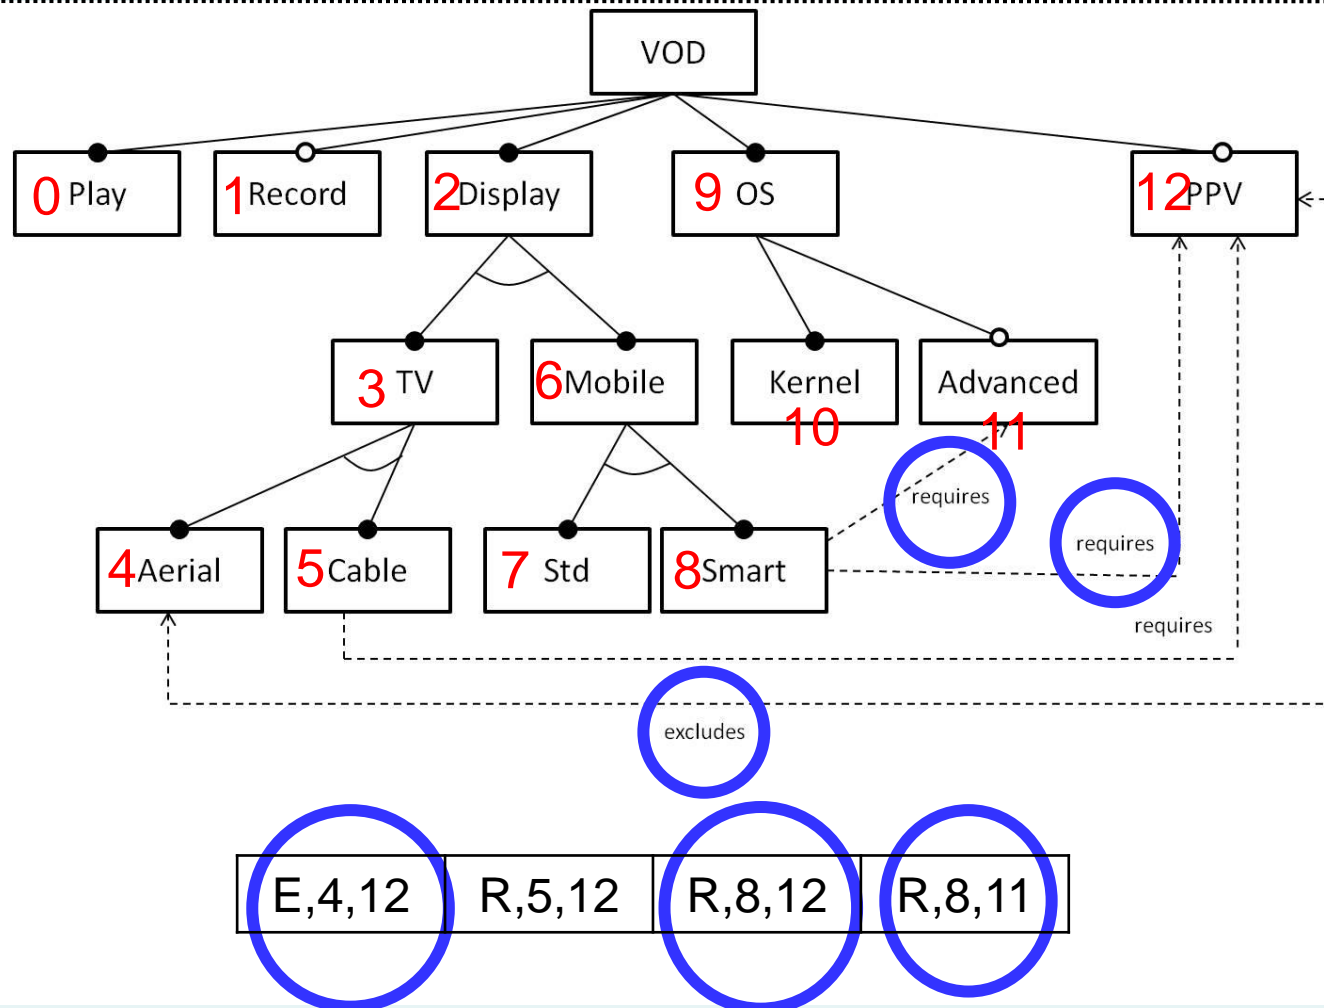 VOD
0 Play
1 Record
2 Display
9 OS
12 PPV
3 TV
6 Mobile
Kernel
10
Advanced
11
requires
requires
4 Aerial
5 Cable
7 Std
8 Smart
requires
excludes
E,4,12 R,5,12 R,8,12 R,8,11